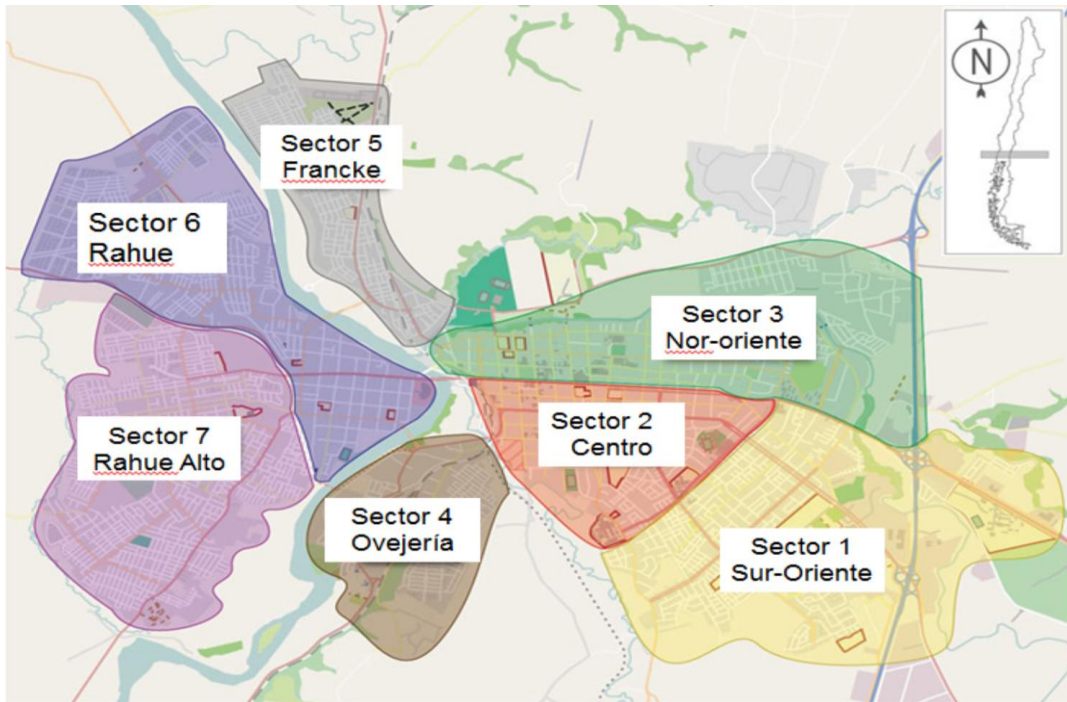 N
Sector 5
Francke
Sector 6
Rahue
Sector 3
Nor-oriente
Sector 2
Centro
Sector 7
Rahue Alto
Sector 4
Ovejería
Sector 1
Sur-Oriente